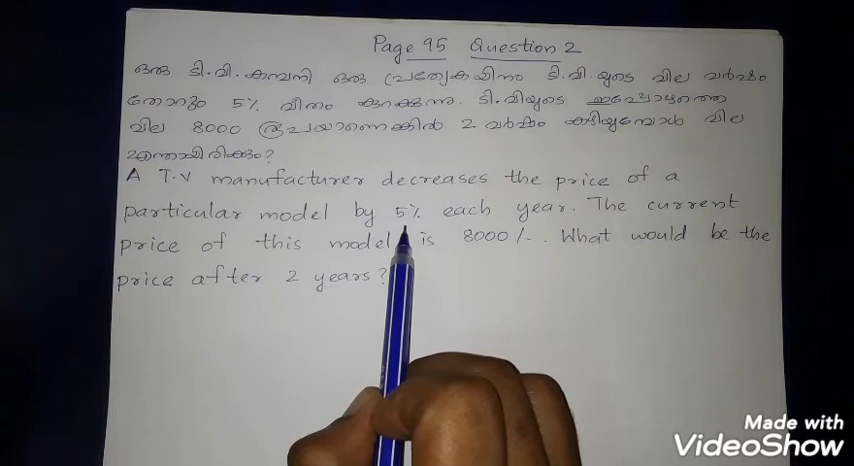 Page 95 Question 2
ഒരു ടി.വി. കമ്പനി ഒരു പ്രത്യേകയിനം ടി.വി.യുടെ വില വർഷം
തോറും 5% വീതം കുറക്കുന്നു. ടി.വിയുടെ ഇപ്പോഴത്തെ
വില 8000 രൂപയാണെങ്കിൽ 2 വർഷം കഴിയുമ്പോൾ വില
എന്തായിരിക്കും?
A T.V manufacturer decreases the price of a
particular model by 5% each year. The current
price of this model is 8000/-. What would be the
price after 2 years?
Made with
VideoShow